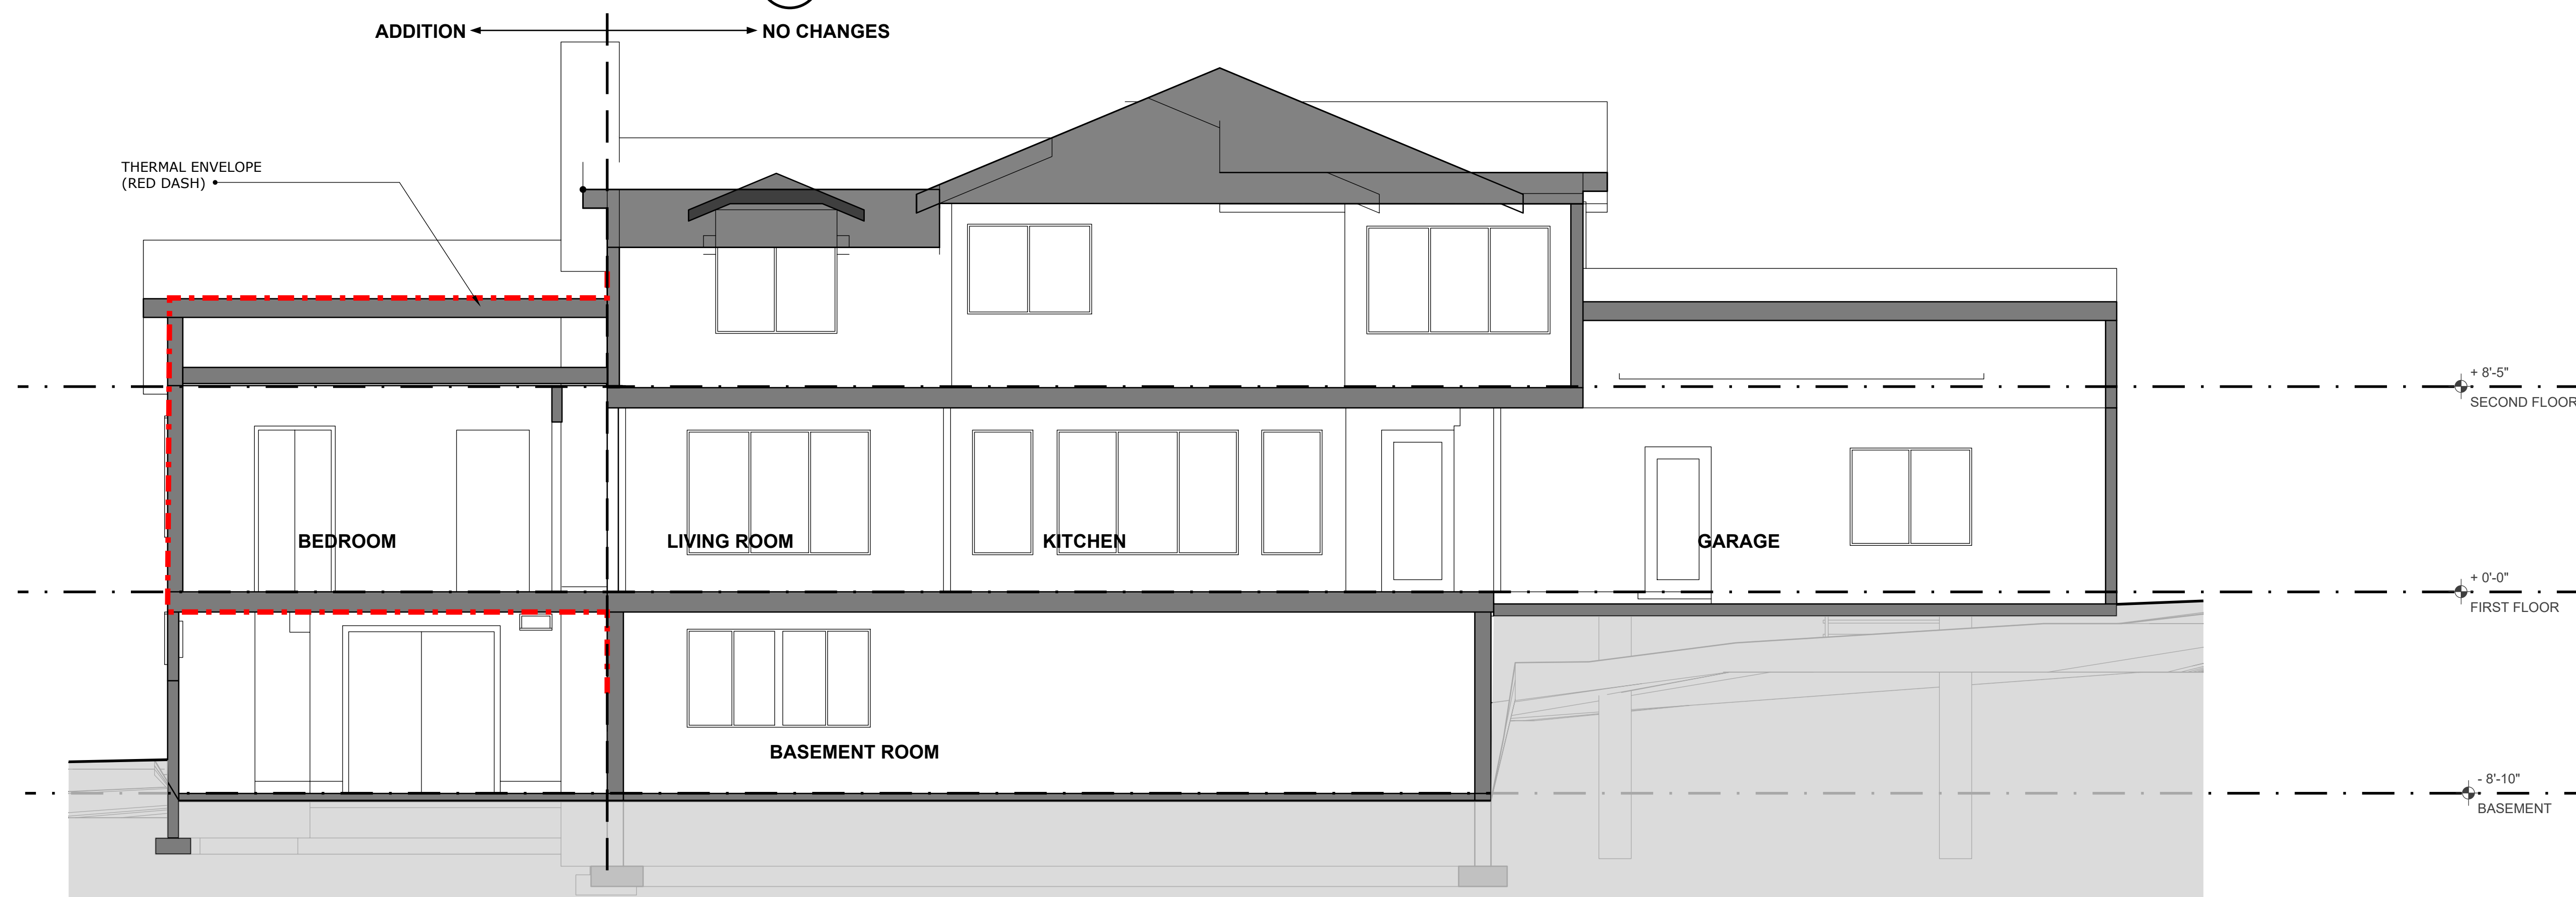 ADDITION
NO CHANGES
THERMAL ENVELOPE
(RED DASH)
+ 8'-5"
SECOND FLOOR
BEDROOM
LIVING ROOM
KITCHEN
GARAGE
+ 0'-0"
FIRST FLOOR
BASEMENT ROOM
- 8'-10"
BASEMENT